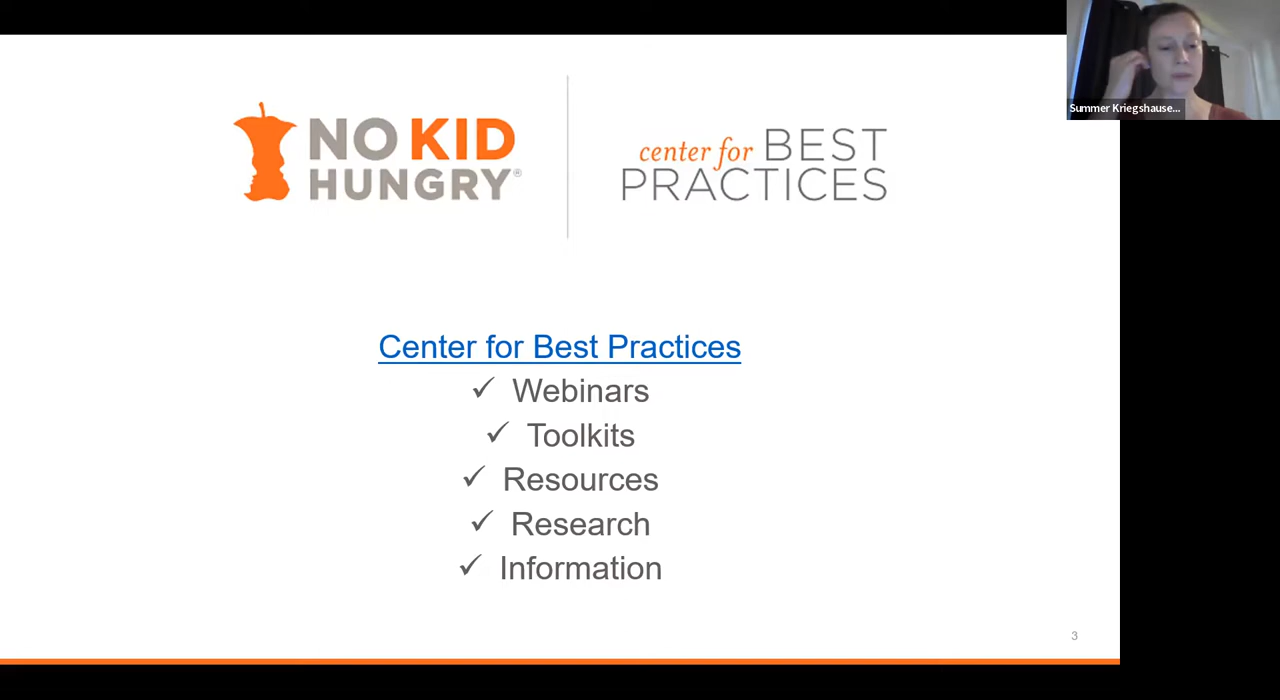 Summer Kriegshause...
NO KID
HUNGRY®
center for BEST
PRACTICES
Center for Best Practices
✓ Webinars
✓ Toolkits
✓ Resources
✓ Research
✓ Information
3